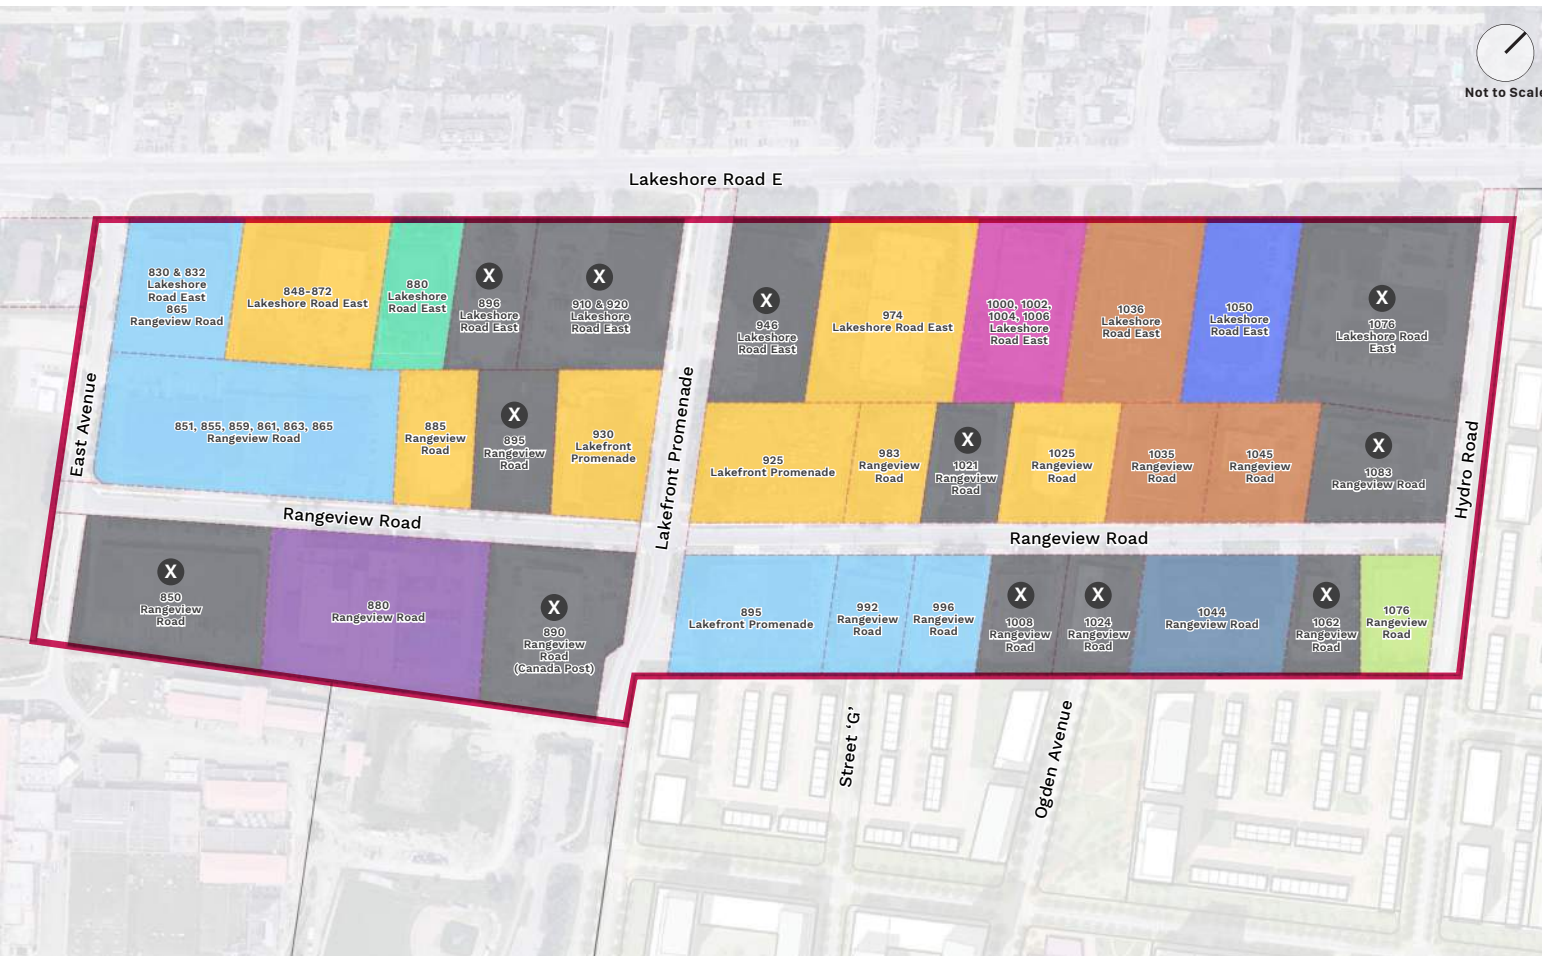 Not to Scale
Lakeshore Road E
830 & 832
Lakeshore
Road East
865
Rangeview Road
848-872
Lakeshore Road East
880
Lakeshore
Road East
X
896
Lakeshore
Road East
X
910 & 920
Lakeshore
Road East
X
946
Lakeshore
Road East
974
Lakeshore Road East
1000, 1002,
1004, 1006
Lakeshore
Road East
1036
Lakeshore
Road East
1050
Lakeshore
Road East
X
1076
Lakeshore Road
East
East Avenue
851, 855, 859, 861, 863, 865
Rangeview Road
885
Rangeview
Road
X
895
Rangeview
Road
930
Lakefront
Promenade
Lakefront Promenade
925
Lakefront Promenade
983
Rangeview
Road
X
1021
Rangeview
Road
1025
Rangeview
Road
1035
Rangeview
Road
1045
Rangeview
Road
X
1083
Rangeview Road
Hydro Road
Rangeview Road
Rangeview Road
X
850
Rangeview
Road
880
Rangeview Road
X
890
Rangeview
Road
(Canada Post)
895
Lakefront Promenade
992
Rangeview
Road
996
Rangeview
Road
X
1008
Rangeview
Road
X
1024
Rangeview
Road
1044
Rangeview Road
X
1062
Rangeview
Road
1076
Rangeview
Road
Street ‘G’
Ogden Avenue